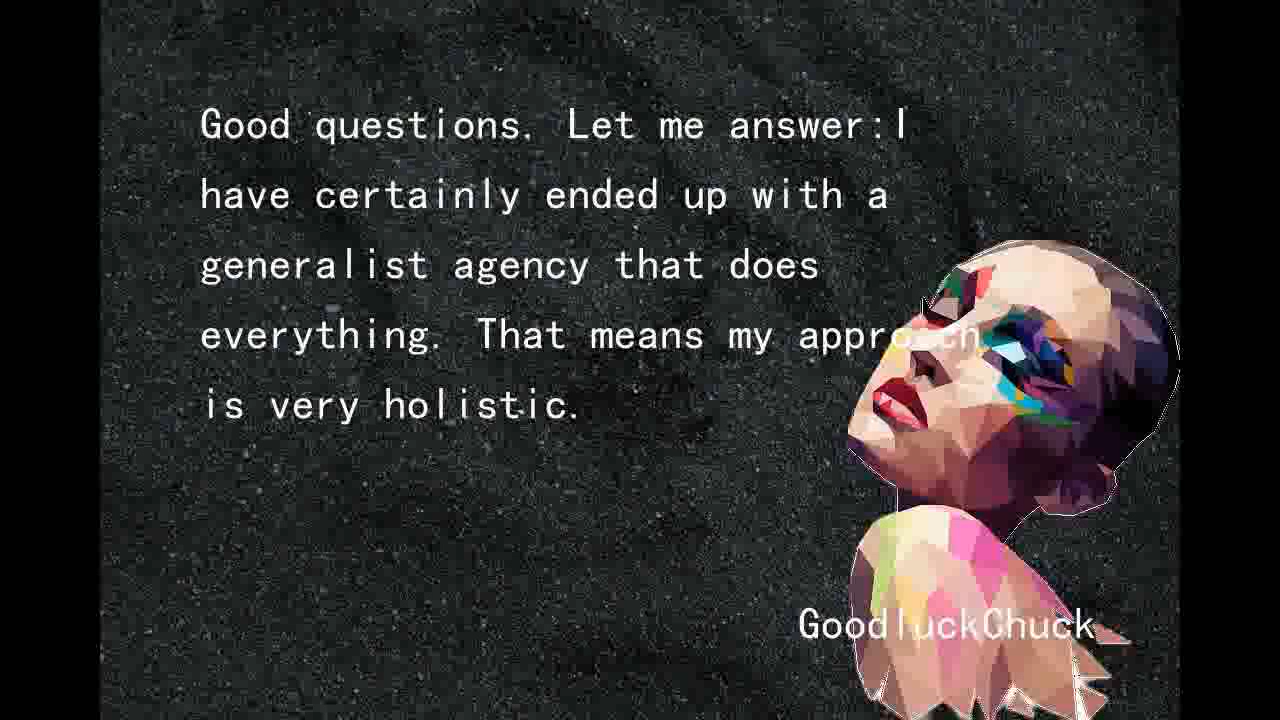 Good questions. Let me answer:I
have certainly ended up with a
generalist agency that does
everything. That means my approach
is very holistic.
GoodluckChuck